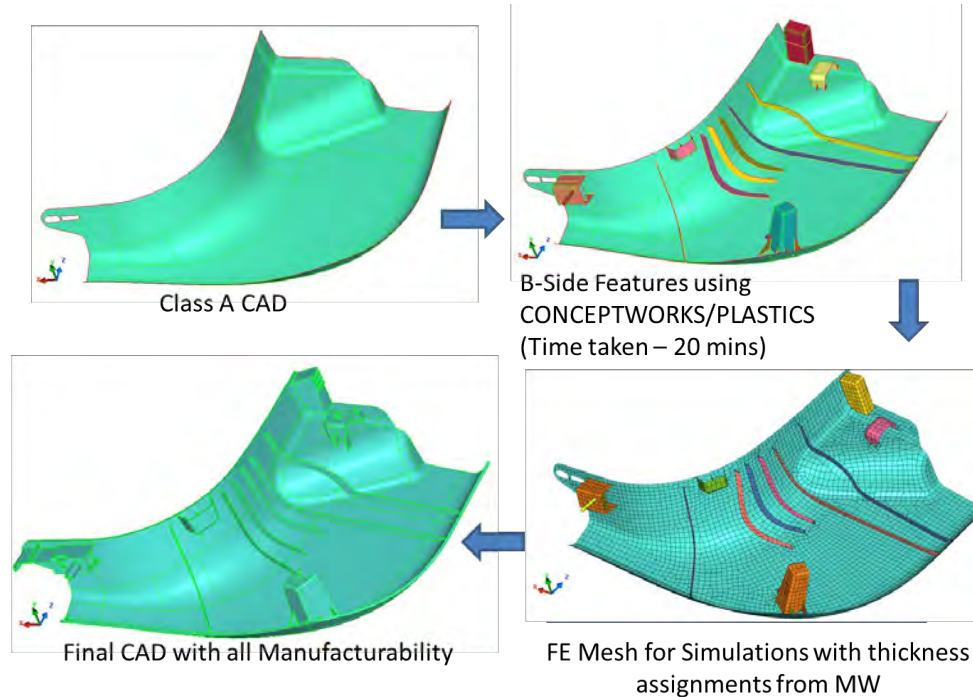 Class A CAD
B-Side Features using
CONCEPTWORKS/PLASTICS
(Time taken – 20 mins)
Final CAD with all Manufacturability
FE Mesh for Simulations with thickness
assignments from MW